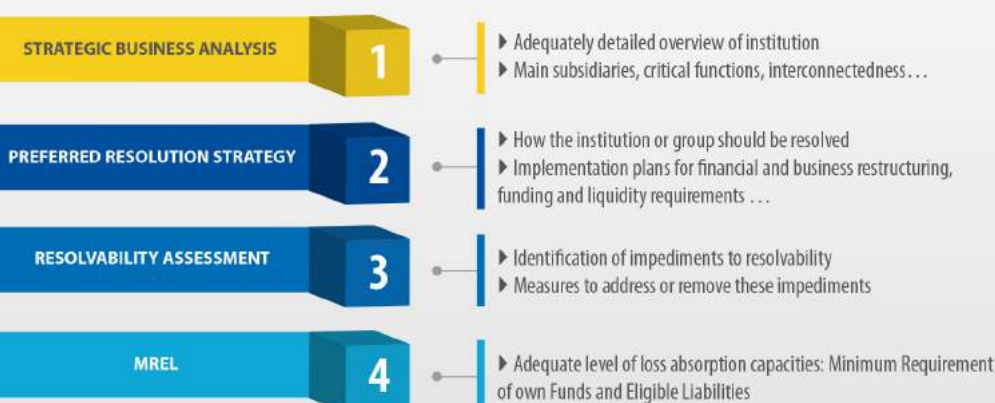 STRATEGIC BUSINESS ANALYSIS
1
▶ Adequately detailed overview of institution
▶ Main subsidiaries, critical functions, interconnectedness...
PREFERRED RESOLUTION STRATEGY
2
▶ How the institution or group should be resolved
▶ Implementation plans for financial and business restructuring,
funding and liquidity requirements ...
RESOLVABILITY ASSESSMENT
3
▶ Identification of impediments to resolvability
▶ Measures to address or remove these impediments
MREL
4
▶ Adequate level of loss absorption capacities: Minimum Requirement
of own Funds and Eligible Liabilities